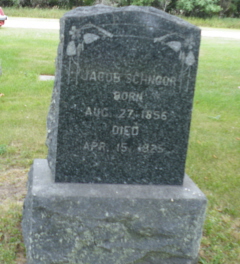 JACOB SCHNOOR
BORN
AUG. 27, 1856
DIED
APR. 15, 1925.